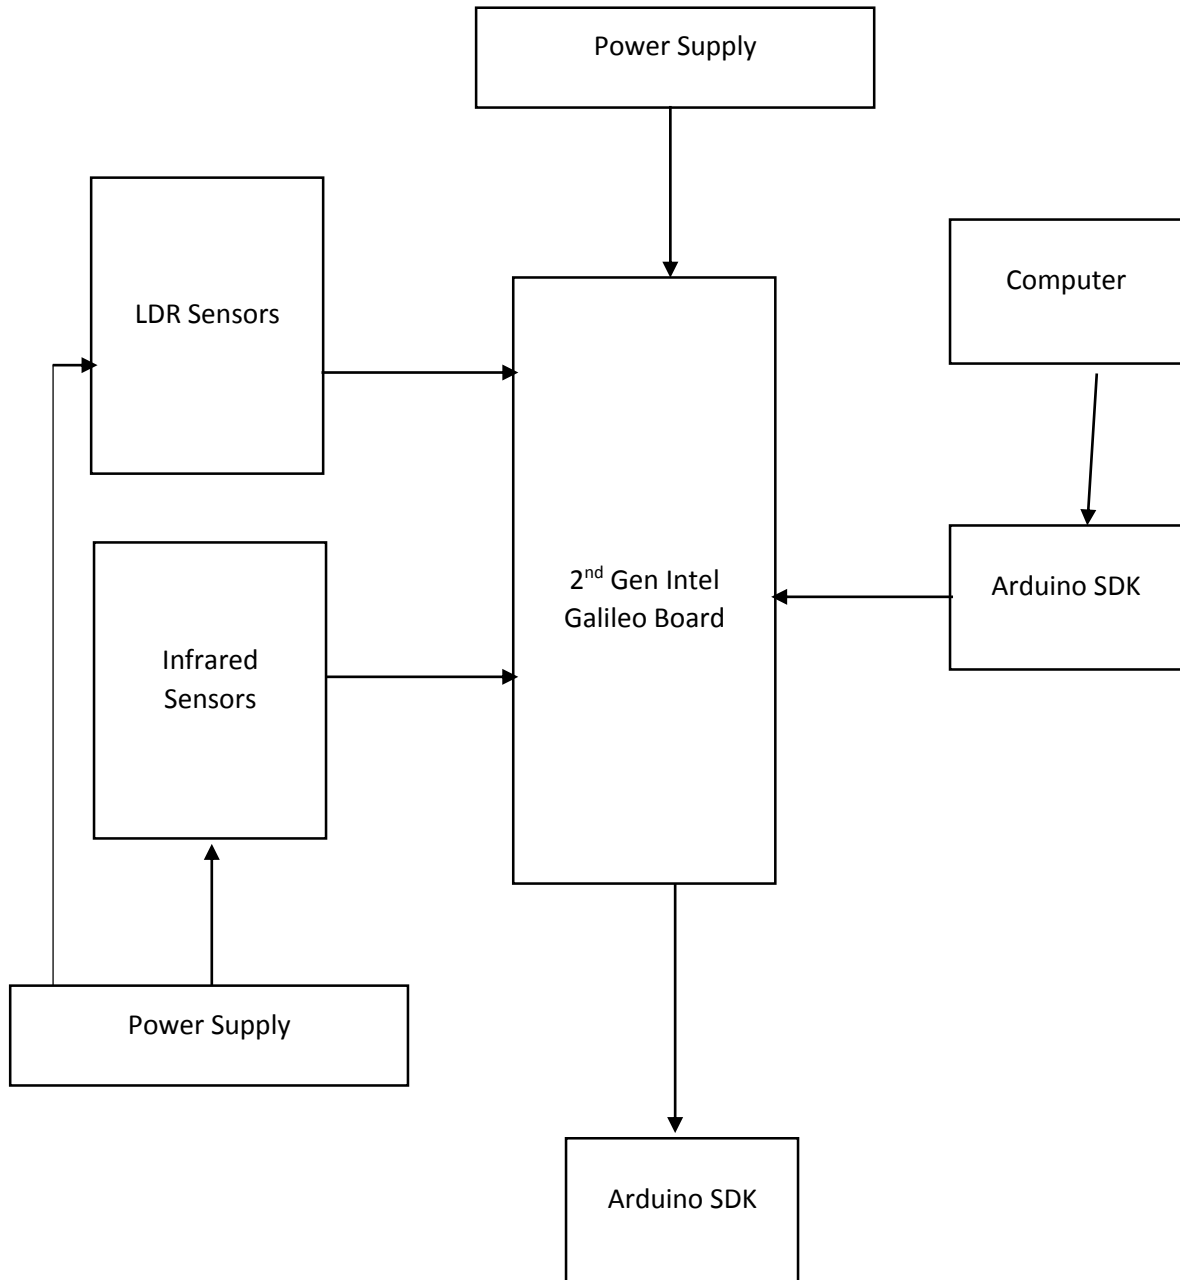 Power Supply
LDR Sensors
Computer
2nd Gen Intel
Galileo Board
Arduino SDK
Infrared
Sensors
Power Supply
Arduino SDK